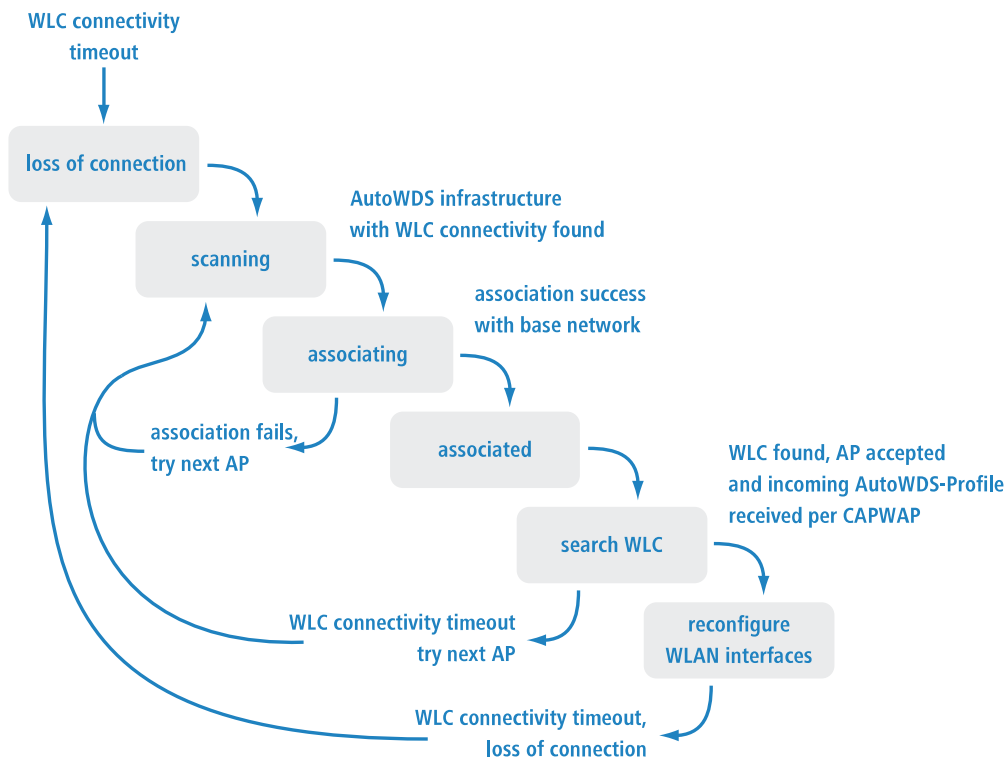 WLC connectivity
timeout
loss of connection
AutoWDS infrastructure
with WLC connectivity found
scanning
association success
with base network
associating
association fails,
try next AP
associated
WLC found, AP accepted
and incoming AutoWDS-Profile
received per CAPWAP
search WLC
WLC connectivity timeout
try next AP
reconfigure
WLAN interfaces
WLC connectivity timeout,
loss of connection